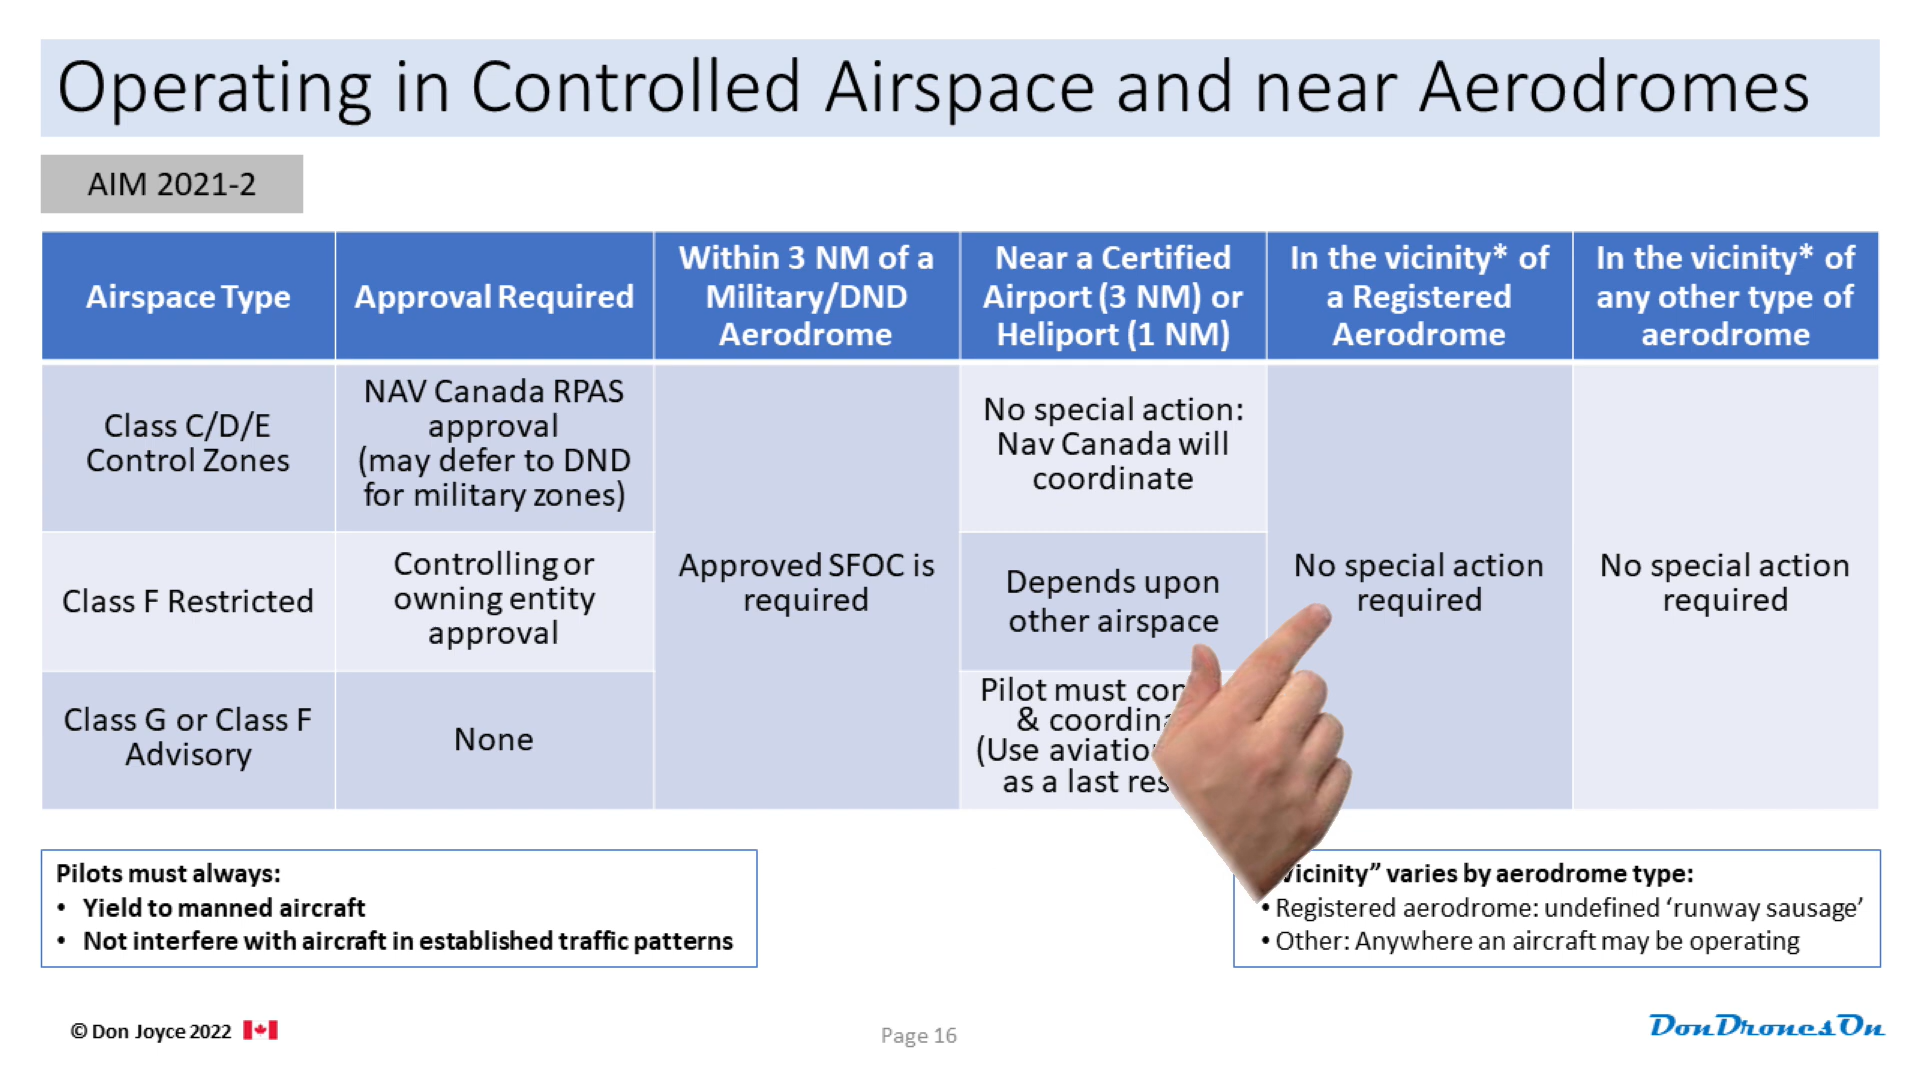 Operating in Controlled Airspace and near Aerodromes
AIM 2021-2
Airspace Type
Approval Required
Within 3 NM of a
Military/DND
Aerodrome
Near a Certified
Airport (3 NM) or
Heliport (1 NM)
In the vicinity* of
a Registered
Aerodrome
In the vicinity* of
any other type of
aerodrome
Class C/D/E
Control Zones
NAV Canada RPAS
approval
(may defer to DND
for military zones)
Approved SFOC is
required
No special action:
Nav Canada will
coordinate
No special action
required
No special action
required
Class F Restricted
Controlling or
owning entity
approval
Depends upon
other airspace
Class G or Class F
Advisory
None
Pilot must
&
(Use
as a last
Pilots must always:
• Yield to manned aircraft
• Not interfere with aircraft in established traffic patterns
varies by aerodrome type:
• Registered aerodrome: undefined ‘runway sausage’
• Other: Anywhere an aircraft may be operating
© Don Joyce 2022
Page 16
DonDronesOn